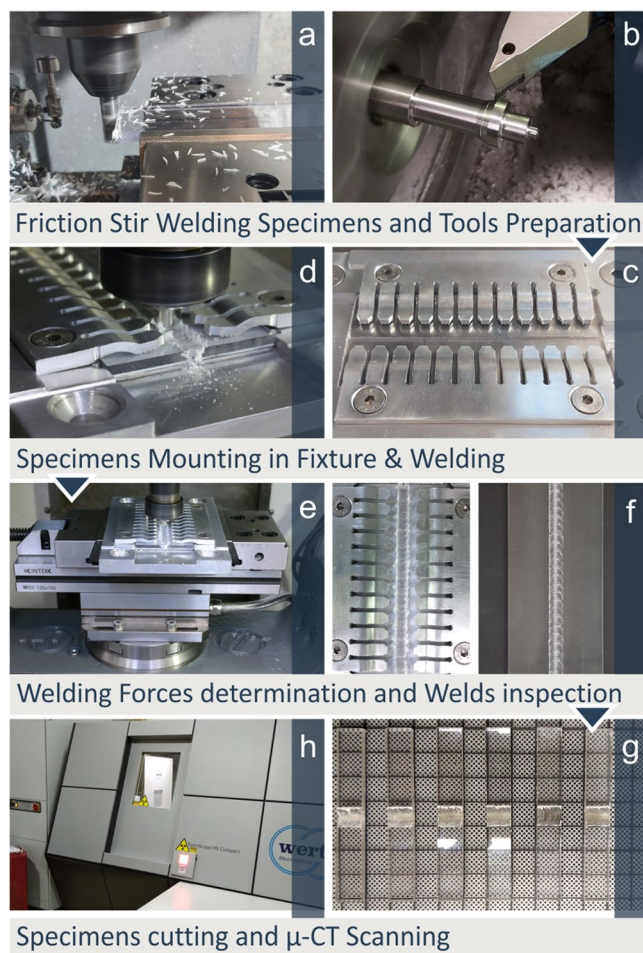 a
b
Friction Stir Welding Specimens and Tools Preparation
d
c
Specimens Mounting in Fixture & Welding
e
f
Welding Forces determination and Welds inspection
h
g
wert
Specimens cutting and μ-CT Scanning